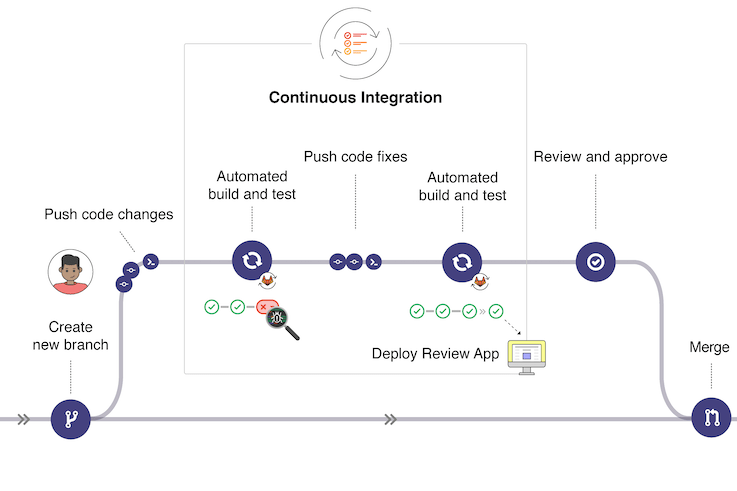 Continuous Integration
Push code fixes
Review and approve
Automated
build and test
Automated
build and test
Push code changes
Create
new branch
Deploy Review App
Merge